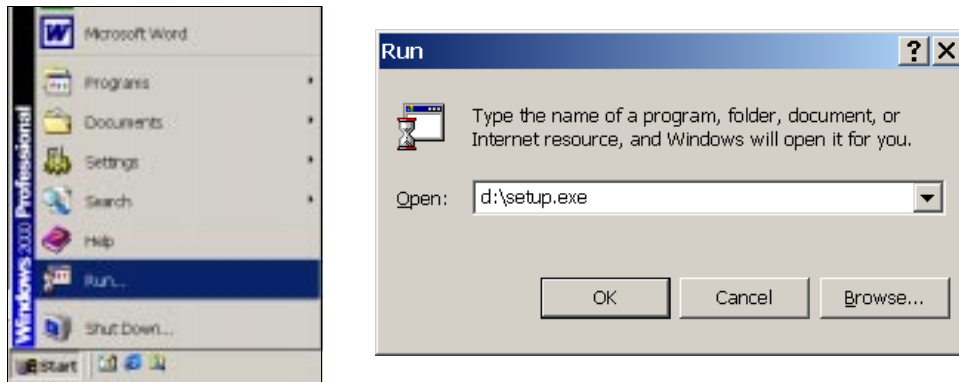 Microsoft Word
Programs
Documents
Settings
Search
Help
Run...
Shut Down...
Start
Windows 2000 Professional
Run
Type the name of a program, folder, document, or
Internet resource, and Windows will open it for you.
Open:
d:\setup.exe
OK
Cancel
Browse...